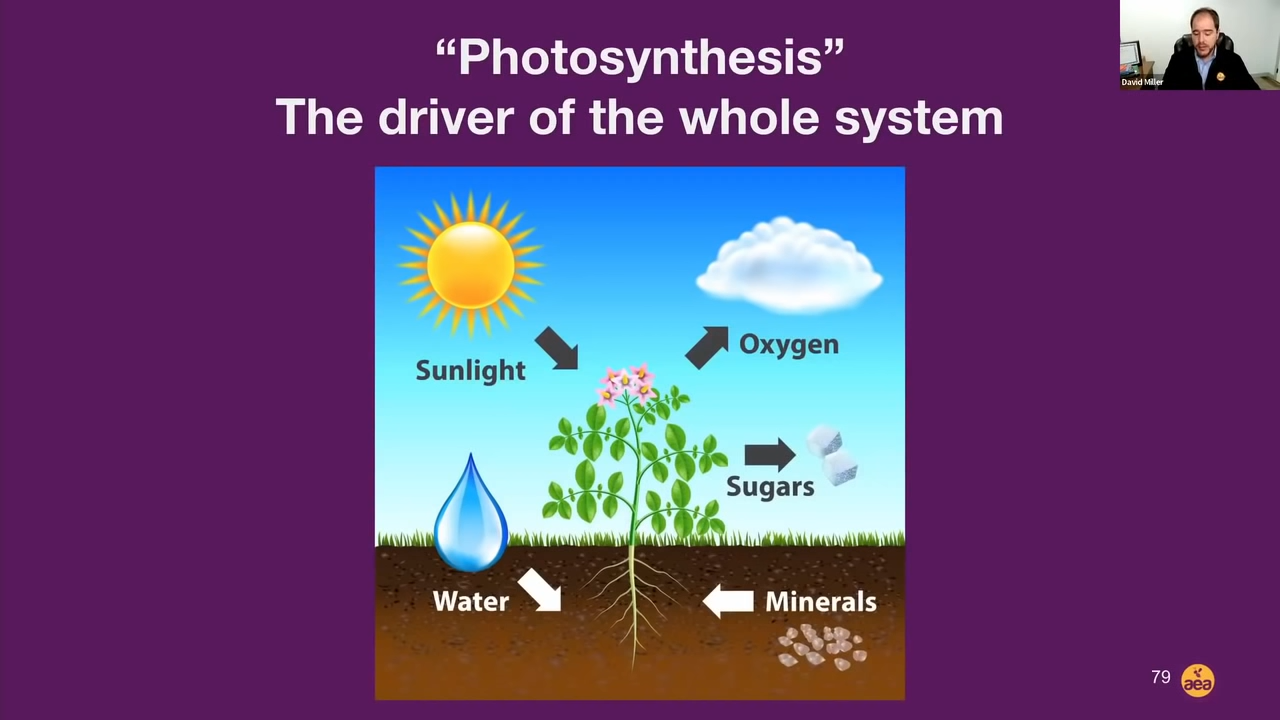 “Photosynthesis”
The driver of the whole system
David Miller
Sunlight
Oxygen
Sugars
Water
Minerals
79
aea